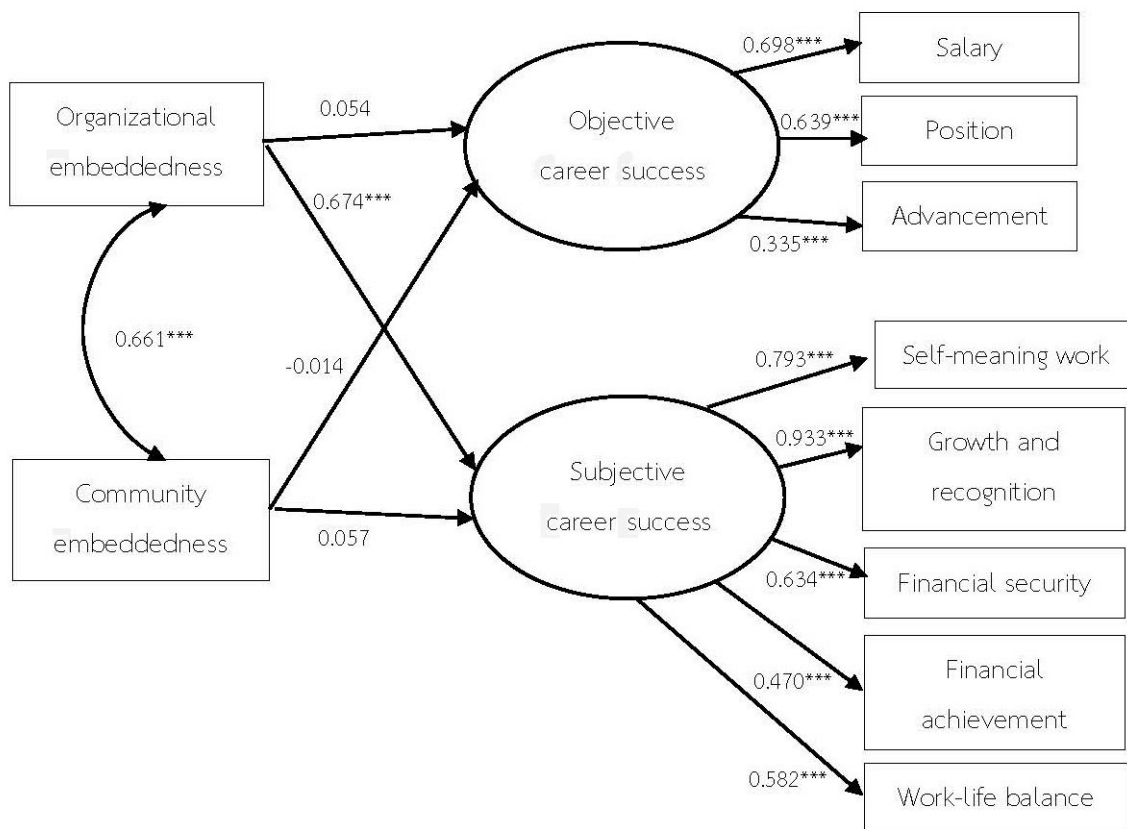 0.698***
Salary
Organizational
embeddedness
0.054
Objective
career success
0.639***
Position
0.674***
Advancement
0.335***
0.661***
-0.014
0.793***
Self-meaning work
0.933***
Growth and
recognition
Community
embeddedness
0.057
Subjective
career success
0.634***
Financial security
0.470***
Financial
achievement
0.582***
Work-life balance